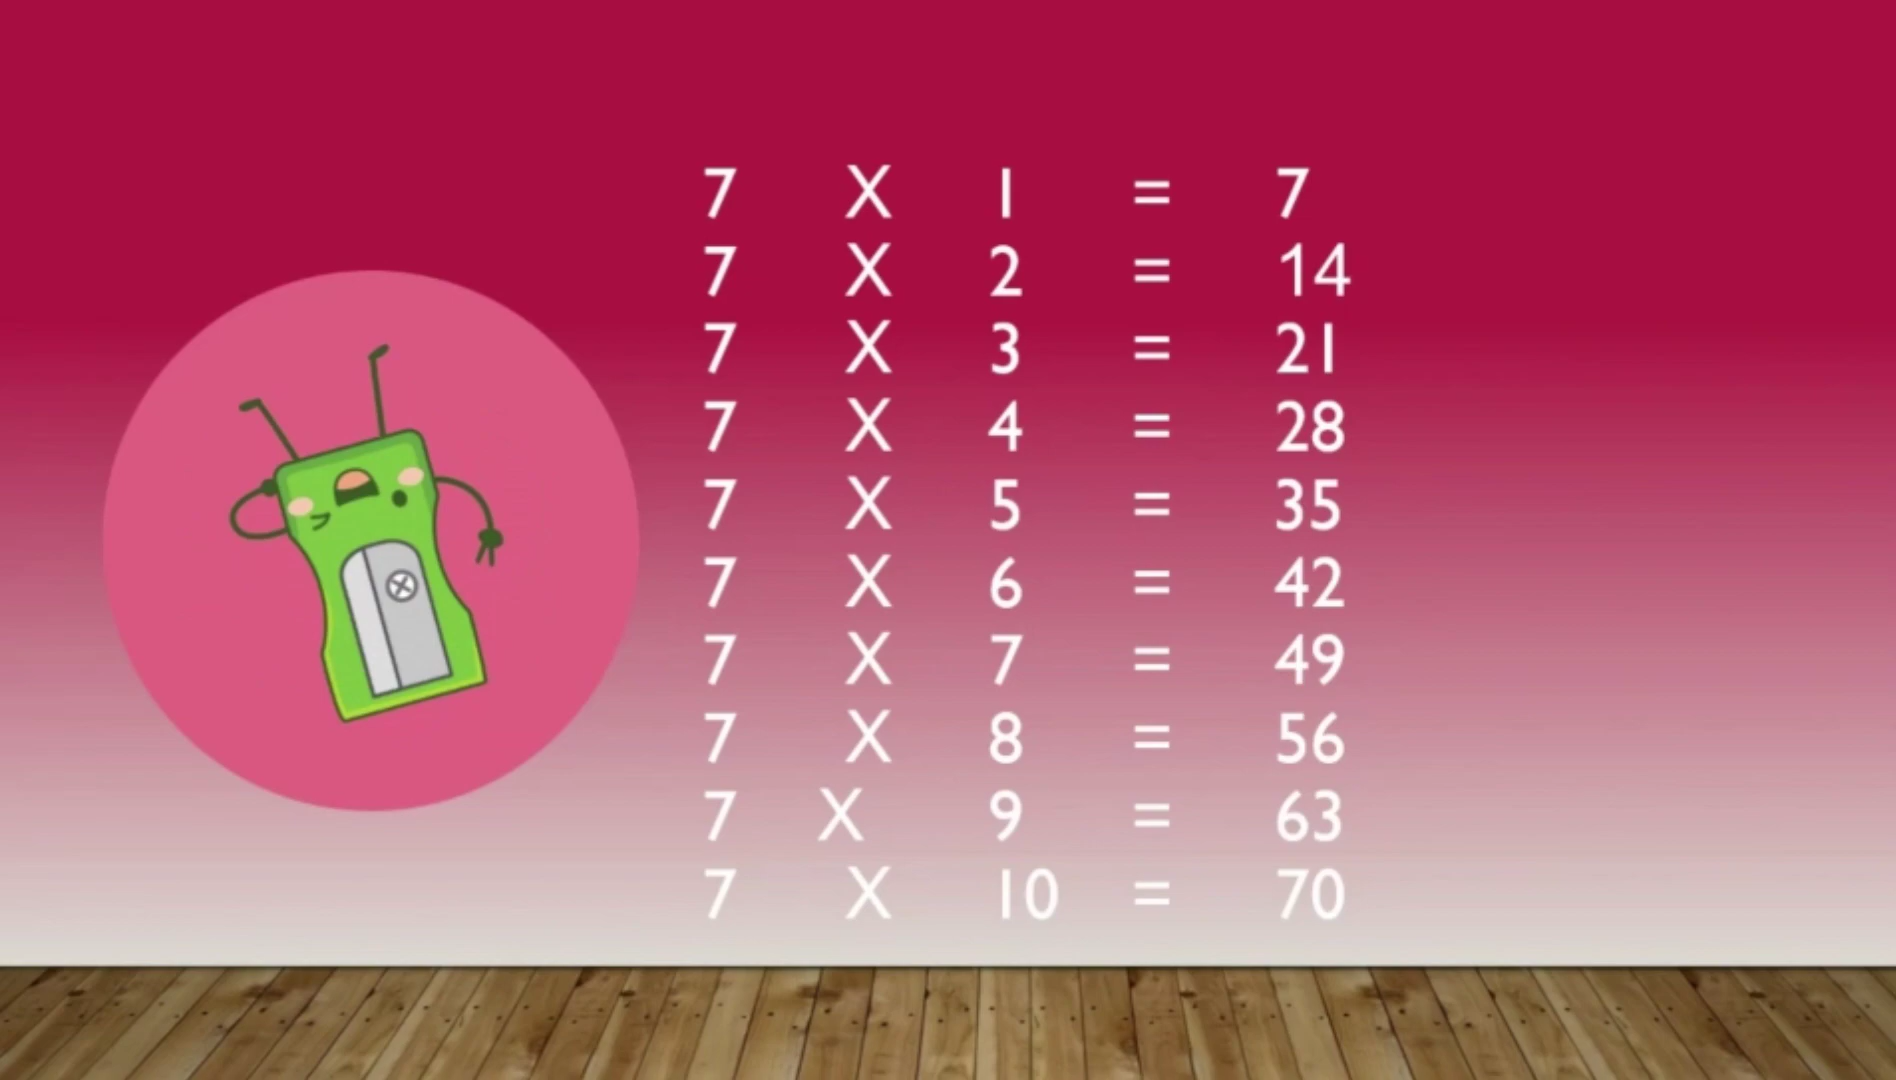 7 X 1 = 7
7 X 2 = 14
7 X 3 = 21
7 X 4 = 28
7 X 5 = 35
7 X 6 = 42
7 X 7 = 49
7 X 8 = 56
7 X 9 = 63
7 X 10 = 70